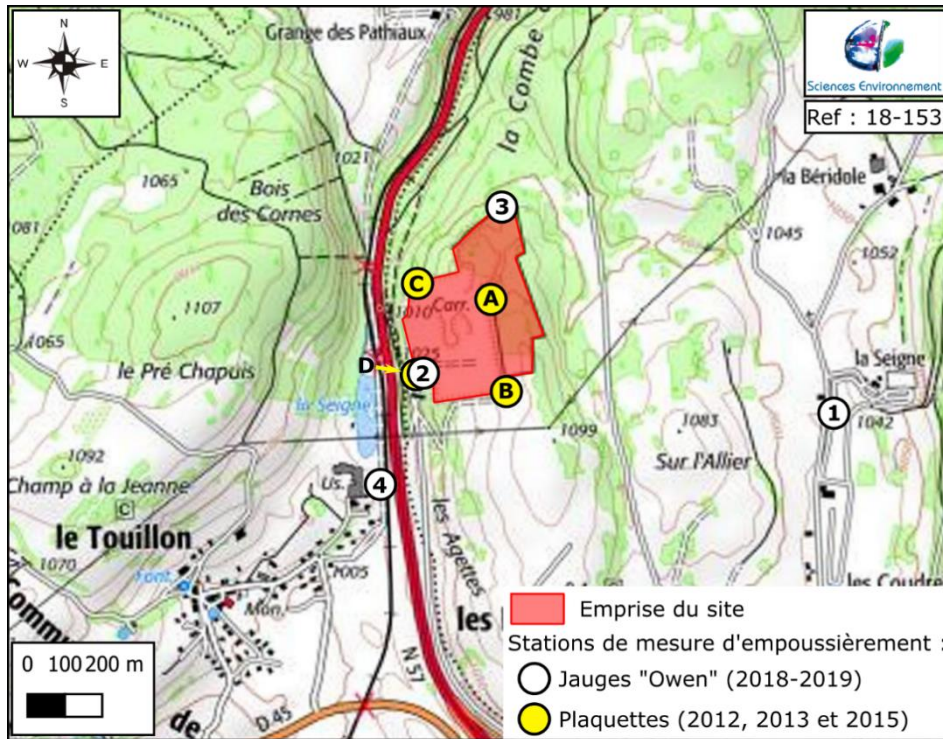 N
W E
S
Grange des Pathiaux
981
la Combe
Sciences Environnement
Ref : 18-153
1021
1065
Bois
des Cornes
la Béridole
1045
1052
081
3
C
A
Carr.
1010
1107
1065
le Pré Chapuis
1025
D
2
B
la Seigne
la Seigne
1
1042
1083
1099
1092
Sur l'Allier
Champ à la Jeanne
Us.
4
C
le Touillon
les Agettes
1005
1070
Font.
Mon.
les Coudre
les
Commu
de
N 57
D.45
0 100 200 m
Emprise du site
Stations de mesure d'empoussièrement :
Jauges "Owen" (2018-2019)
Plaquettes (2012, 2013 et 2015)